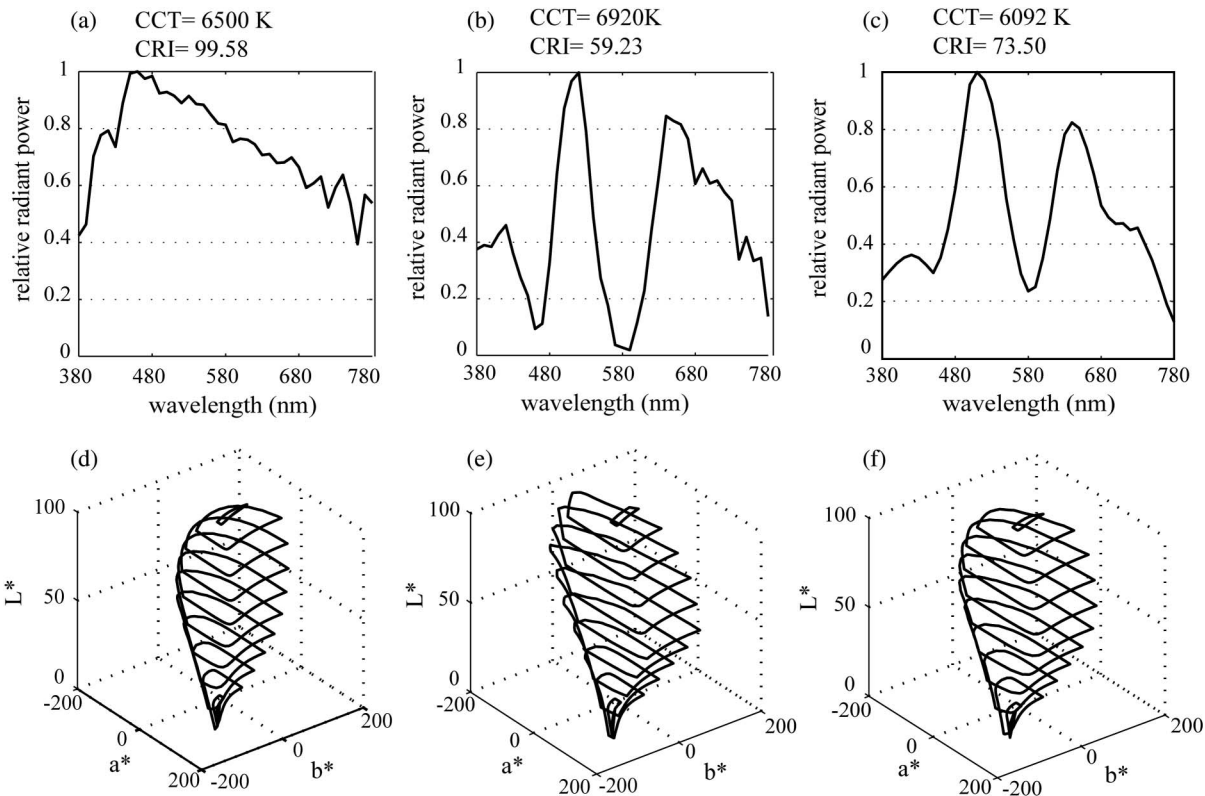 (a)
CCT= 6500 K
CRI= 99.58
relative radiant power
1
0.8
0.6
0.4
0.2
0
380 480 580 680 780
wavelength (nm)
(b)
CCT= 6920K
CRI= 59.23
relative radiant power
1
0.8
0.6
0.4
0.2
0
380 480 580 680 780
wavelength (nm)
(c)
CCT= 6092 K
CRI= 73.50
relative radiant power
1
0.8
0.6
0.4
0.2
0
380 480 580 680 780
wavelength (nm)
(d)
L*
100
50
0
-200
0
200
a*
-200
0
200
b*
(e)
L*
100
50
0
-200
0
200
a*
-200
0
200
b*
(f)
L*
100
50
0
-200
0
200
a*
-200
0
200
b*